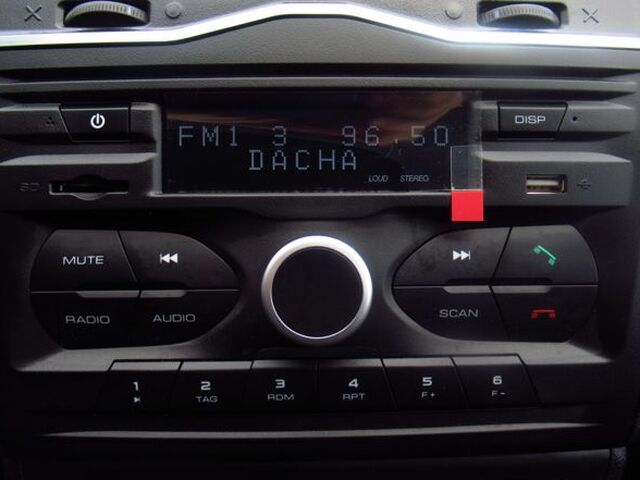 DISP
FM1 3 96.50
DACHA
LOUD STEREO
SD
MUTE
RADIO AUDIO
SCAN
1 2 3 4 5 6
TAG RDM RPT F+ F-